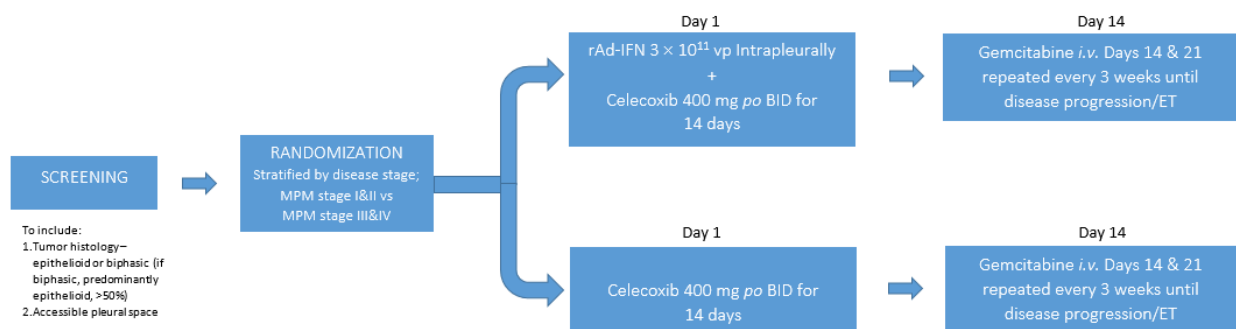 SCREENING
To include:
1.Tumor histology–
epithelioid or biphasic (if
biphasic, predominantly
epithelioid, >50%)
2.Accessible pleural space
RANDOMIZATION
Stratified by disease stage;
MPM stage I&II vs
MPM stage III&IV
Day 1
rAd-IFN 3 × 10¹¹ vp Intrapleurally
+
Celecoxib 400 mg po BID for
14 days
Day 14
Gemcitabine i.v. Days 14 & 21
repeated every 3 weeks until
disease progression/ET
Day 1
Celecoxib 400 mg po BID for
14 days
Day 14
Gemcitabine i.v. Days 14 & 21
repeated every 3 weeks until
disease progression/ET